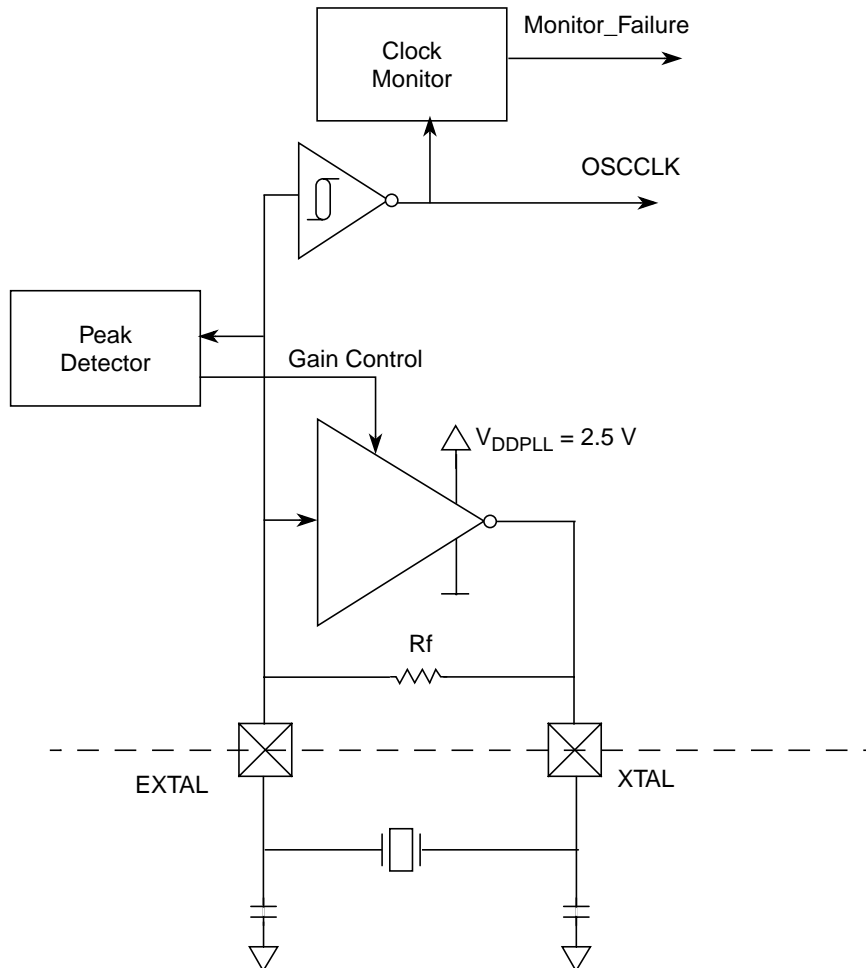 Monitor_Failure
Clock
Monitor
OSCCLK
Peak
Detector
Gain Control
VDDPLL = 2.5 V
Rf
EXTAL
XTAL